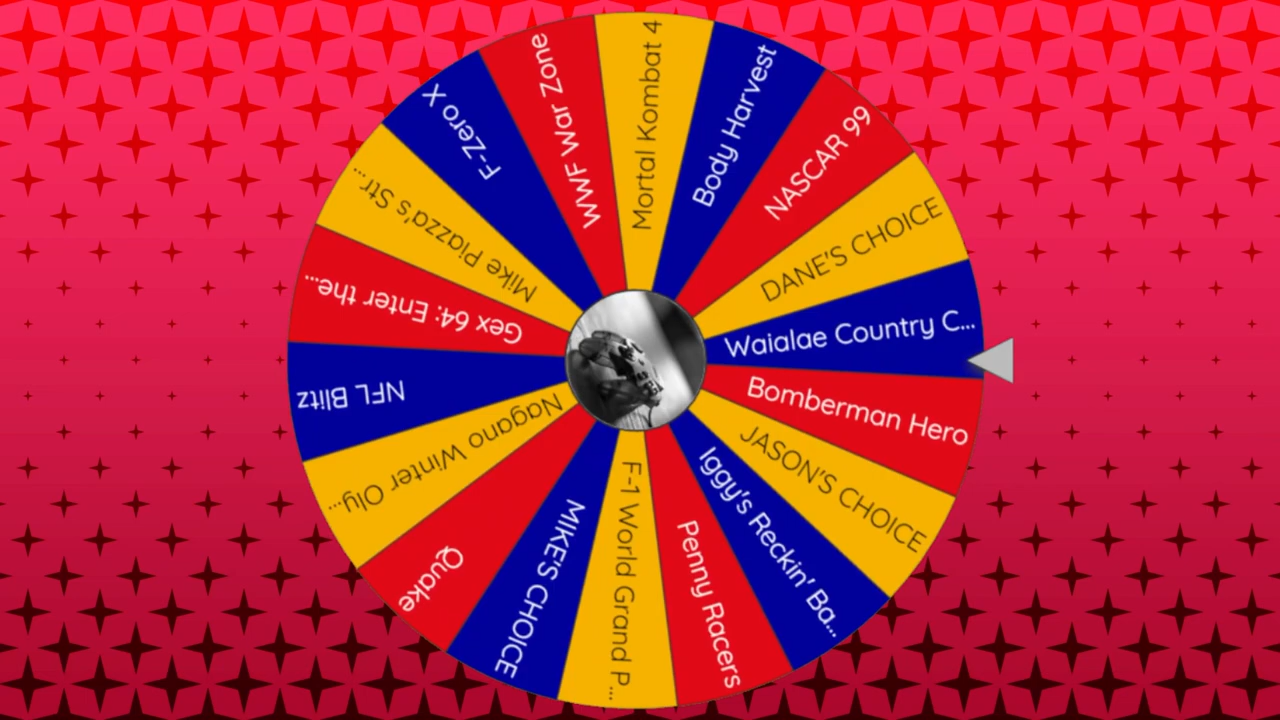 Mortal Kombat 4
Body Harvest
NASCAR 99
DANE'S CHOICE
Waialae Country C...
Bomberman Hero
JASON'S CHOICE
Iggy's Reckin' Ba...
Penny Racers
F-1 World Grand P...
MIKE'S CHOICE
Quake
Nagano Winter Oly...
NFL Blitz
Gex 64: Enter the...
Mike Piazza's Str...
F-Zero X
WWF War Zone